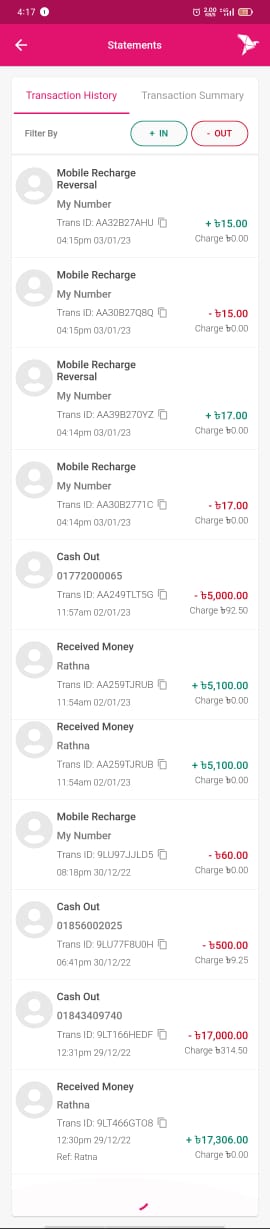 4:17
2.00
KB/S
Statements
Transaction History
Transaction Summary
Filter By
+ IN
- OUT
Mobile Recharge
Reversal
My Number
Trans ID: AA32B27AHU
+ ৳15.00
04:15pm 03/01/23
Charge ৳0.00
Mobile Recharge
My Number
Trans ID: AA30B27Q8Q
- ৳15.00
04:15pm 03/01/23
Charge ৳0.00
Mobile Recharge
Reversal
My Number
Trans ID: AA39B270YZ
+ ৳17.00
04:14pm 03/01/23
Charge ৳0.00
Mobile Recharge
My Number
Trans ID: AA30B2771C
- ৳17.00
04:14pm 03/01/23
Charge ৳0.00
Cash Out
01772000065
Trans ID: AA249TLT5G
- ৳5,000.00
11:57am 02/01/23
Charge ৳92.50
Received Money
Rathna
Trans ID: AA259TJRUB
+ ৳5,100.00
11:54am 02/01/23
Charge ৳0.00
Received Money
Rathna
Trans ID: AA259TJRUB
+ ৳5,100.00
11:54am 02/01/23
Charge ৳0.00
Mobile Recharge
My Number
Trans ID: 9LU97JJLD5
- ৳60.00
08:18pm 30/12/22
Charge ৳0.00
Cash Out
01856002025
Trans ID: 9LU77F8U0H
- ৳500.00
06:41pm 30/12/22
Charge ৳9.25
Cash Out
01843409740
Trans ID: 9LT166HEDF
- ৳17,000.00
12:31pm 29/12/22
Charge ৳314.50
Received Money
Rathna
Trans ID: 9LT466GTO8
12:30pm 29/12/22
+ ৳17,306.00
Ref: Ratna
Charge ৳0.00